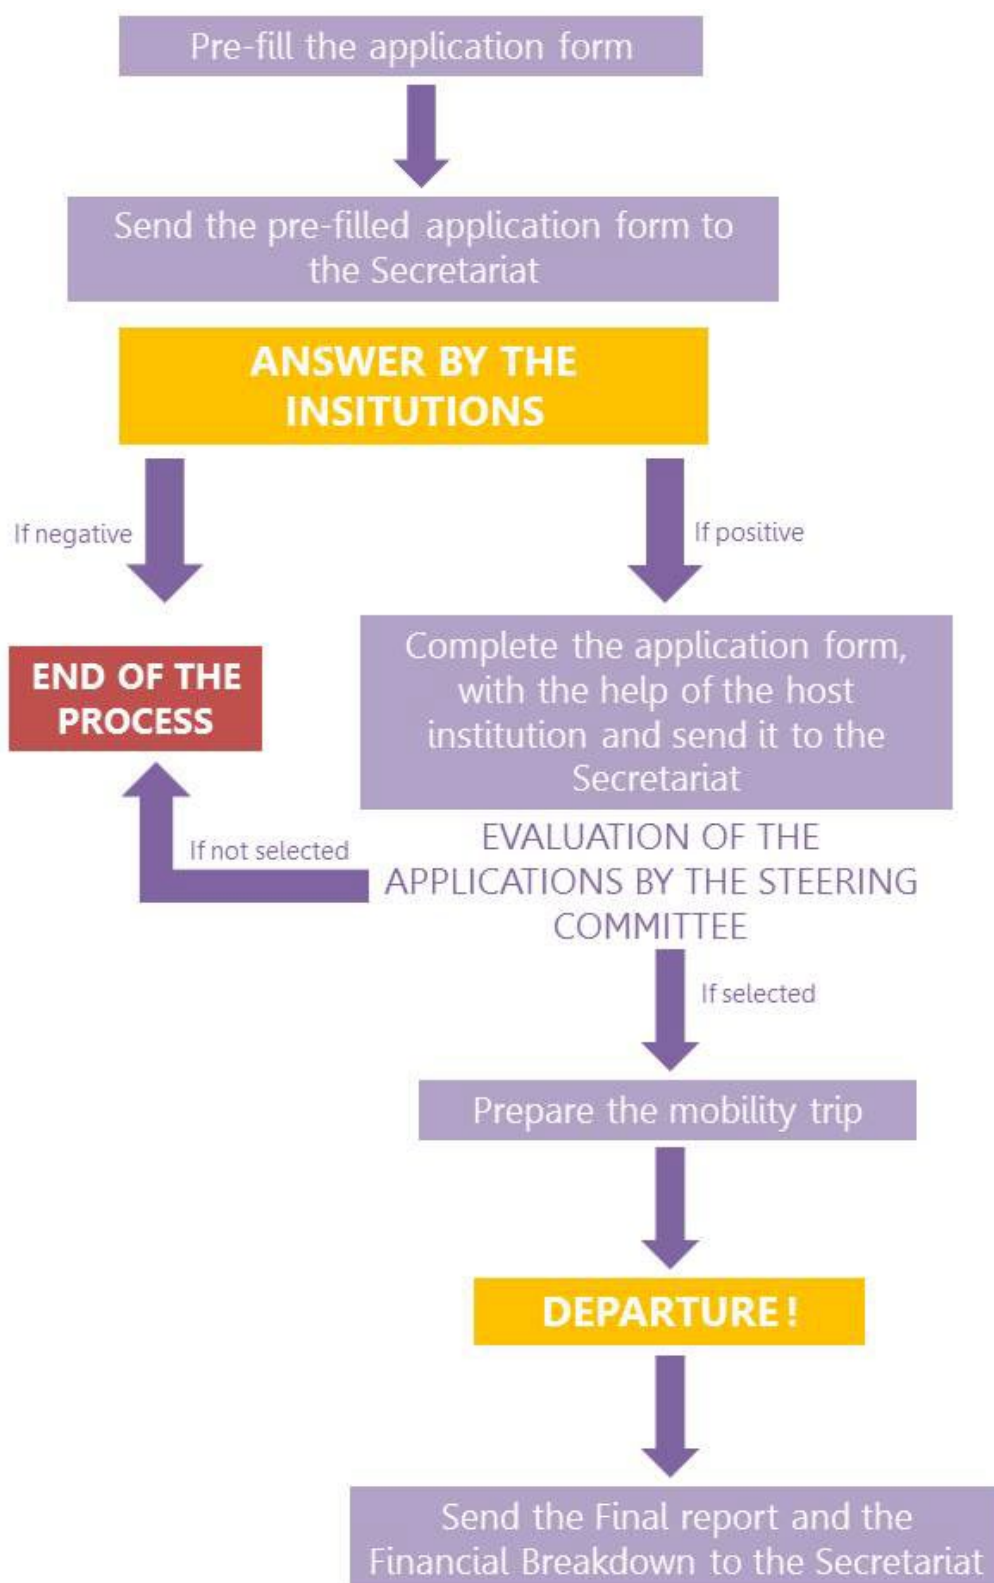 Pre-fill the application form
Send the pre-filled application form to
the Secretariat
ANSWER BY THE
INSITUTIONS
If negative
If positive
END OF THE
PROCESS
Complete the application form,
with the help of the host
institution and send it to the
Secretariat
If not selected
EVALUATION OF THE
APPLICATIONS BY THE STEERING
COMMITTEE
If selected
Prepare the mobility trip
DEPARTURE !
Send the Final report and the
Financial Breakdown to the Secretariat